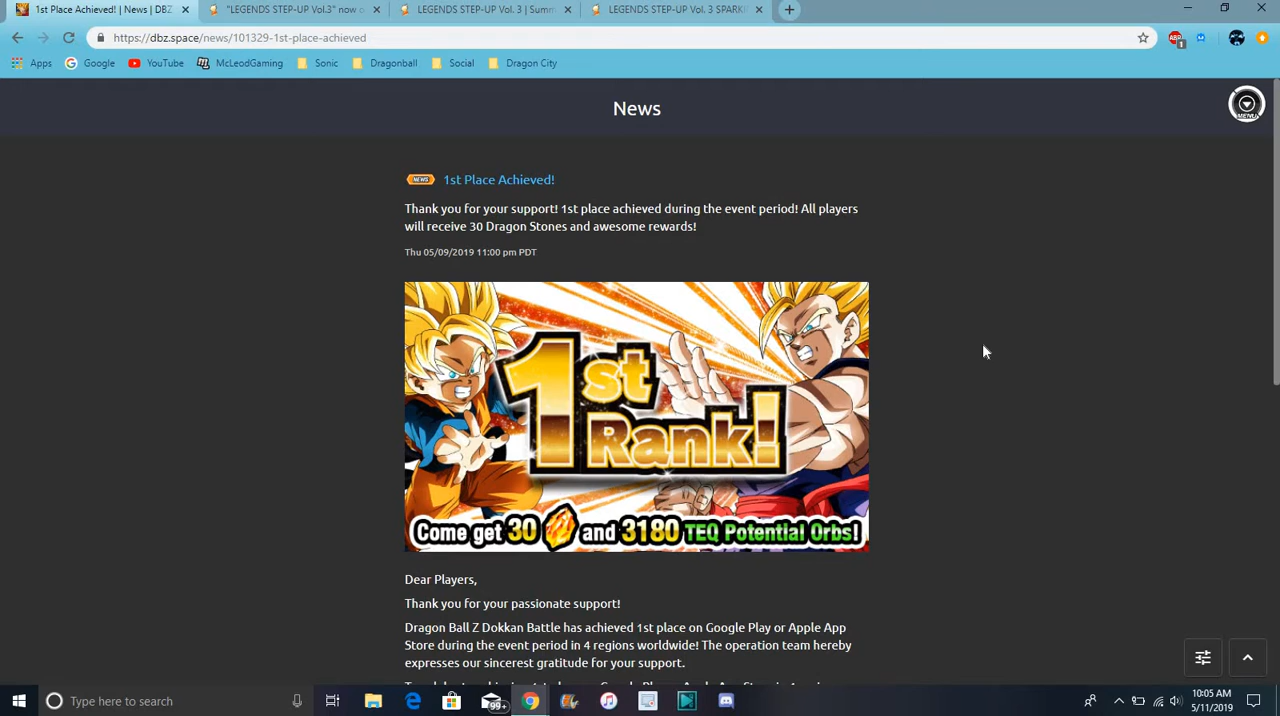 1st Place Achieved! | News | DBZ
"LEGENDS STEP-UP Vol.3" now o
LEGENDS STEP-UP Vol. 3 | Summ
LEGENDS STEP-UP Vol. 3 SPARKI
https://dbz.space/news/101329-1st-place-achieved
ABP
1
Apps
Google
YouTube
McLeodGaming
Sonic
Dragonball
Social
Dragon City
News
MENU
NEWS 1st Place Achieved!
Thank you for your support! 1st place achieved during the event period! All players
will receive 30 Dragon Stones and awesome rewards!
Thu 05/09/2019 11:00 pm PDT
1st
Rank!
Come get 30 and 3180 TEQ Potential Orbs!
Dear Players,
Thank you for your passionate support!
Dragon Ball Z Dokkan Battle has achieved 1st place on Google Play or Apple App
Store during the event period in 4 regions worldwide! The operation team hereby
expresses our sincerest gratitude for your support.
Type here to search
99+
10:05 AM
5/11/2019